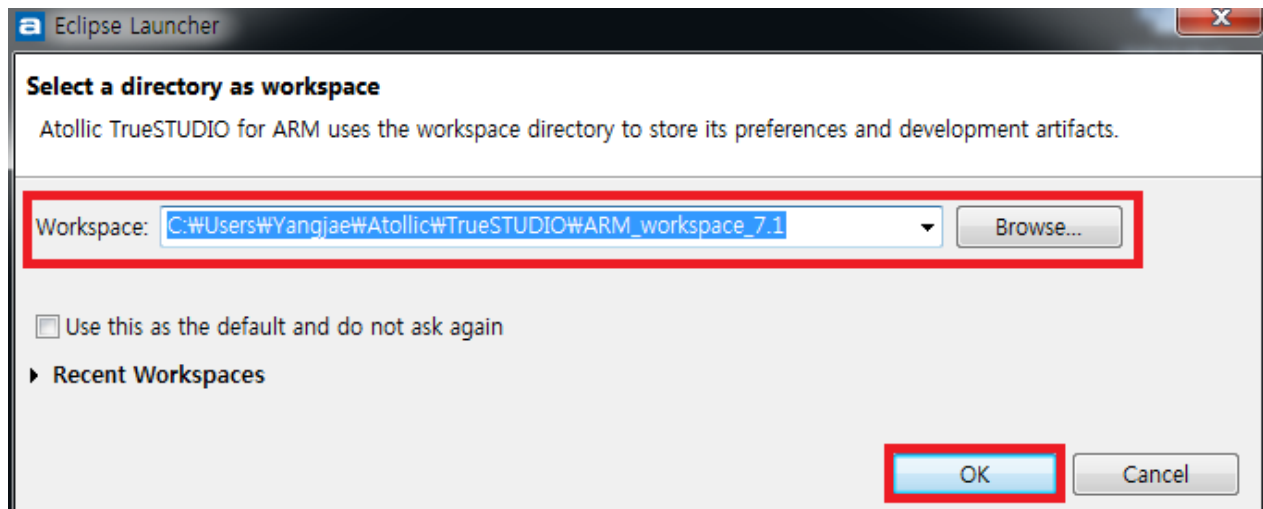 Eclipse Launcher
Select a directory as workspace
Atollic TrueSTUDIO for ARM uses the workspace directory to store its preferences and development artifacts.
Workspace: C:₩Users₩Yangjae₩Atollic₩TrueSTUDIO₩ARM_workspace_7.1 Browse...
Use this as the default and do not ask again
Recent Workspaces
OK Cancel